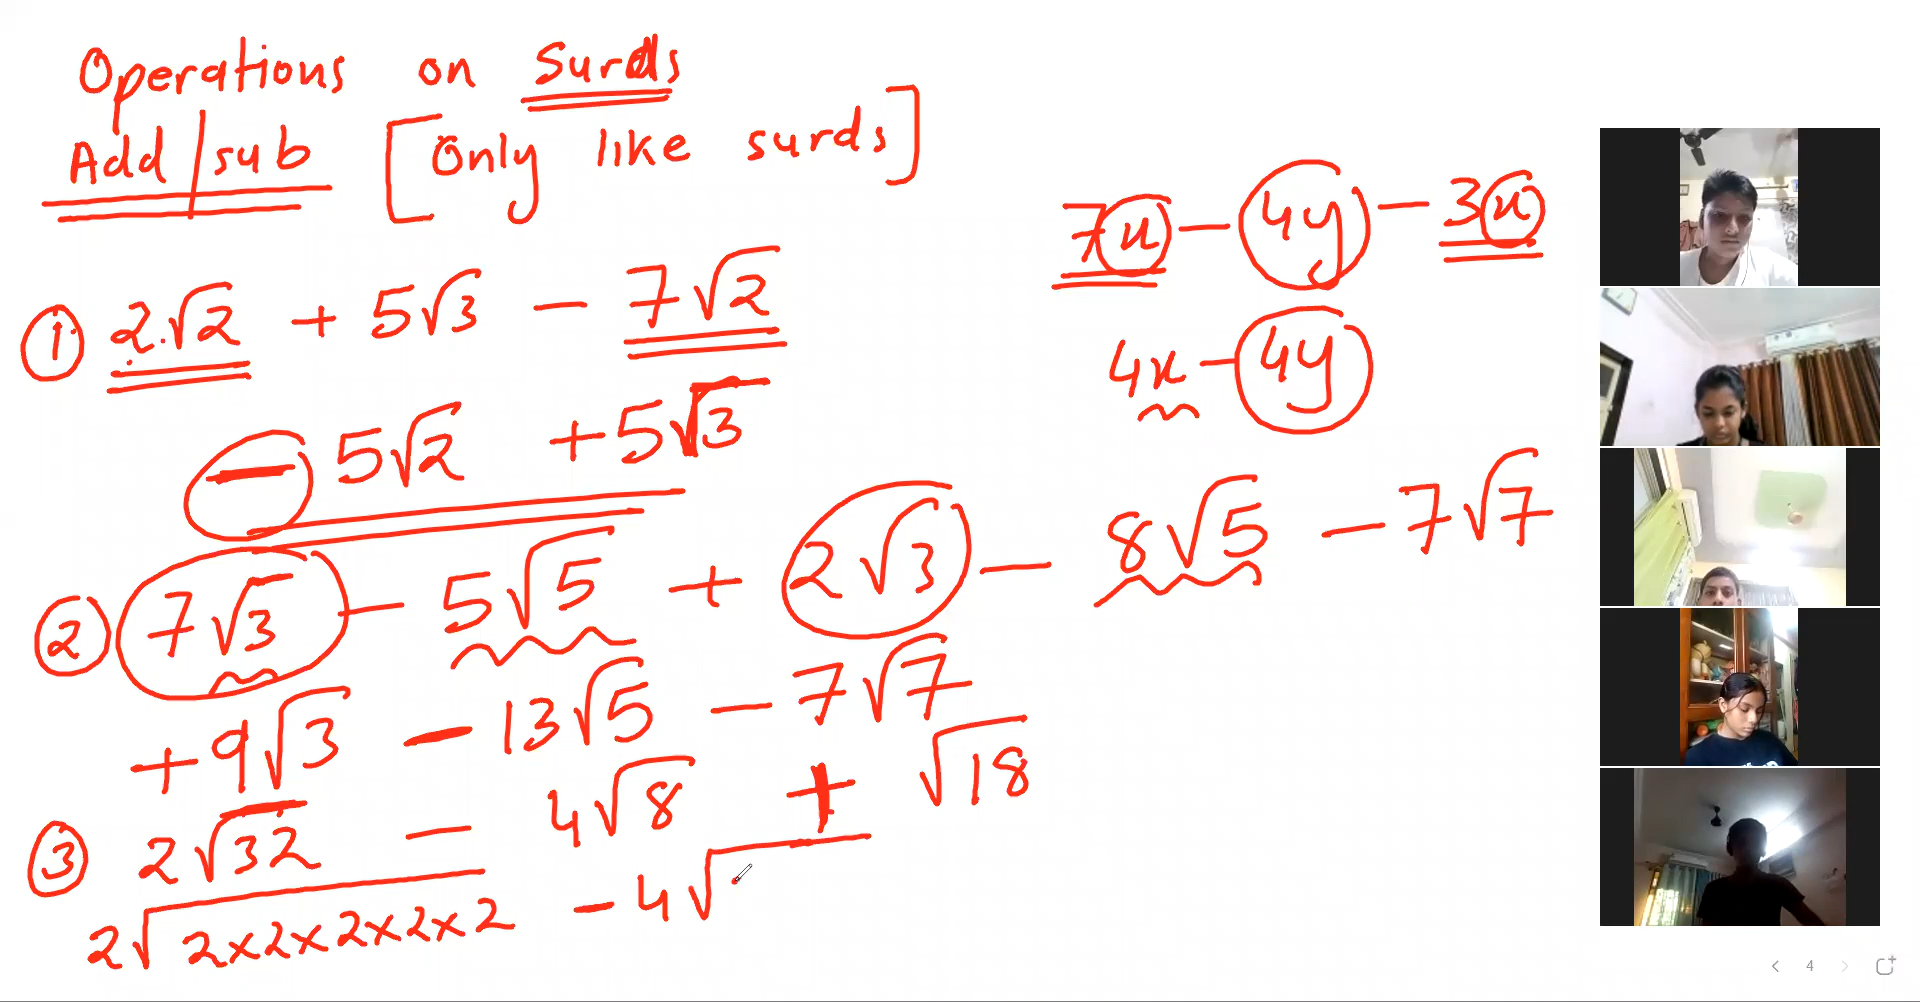 Operations on Surds
Add/sub [Only like surds]
7x - 4y - 3x
4x - 4y
① 2.√2 + 5√3 - 7√2
- 5√2 + 5√3
② 7√3 - 5√5 + 2√3 - 8√5 - 7√7
+ 9√3 - 13√5 - 7√7
③ 2√32 - 4√8 + √18
2√2×2×2×2×2 - 4√
4